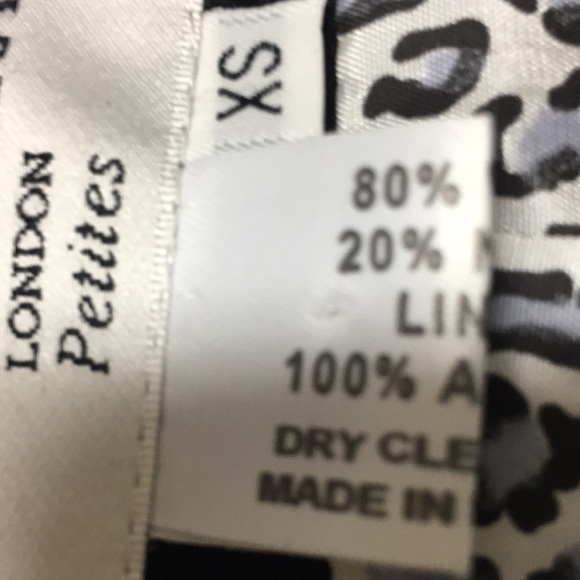 LONDON
Petites
XS
80%
20%
LIN
100% A
DRY CLE
MADE IN